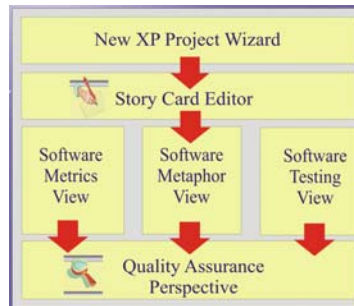 New XP Project Wizard
Story Card Editor
Software
Metrics
View
Software
Metaphor
View
Software
Testing
View
Quality Assurance
Perspective